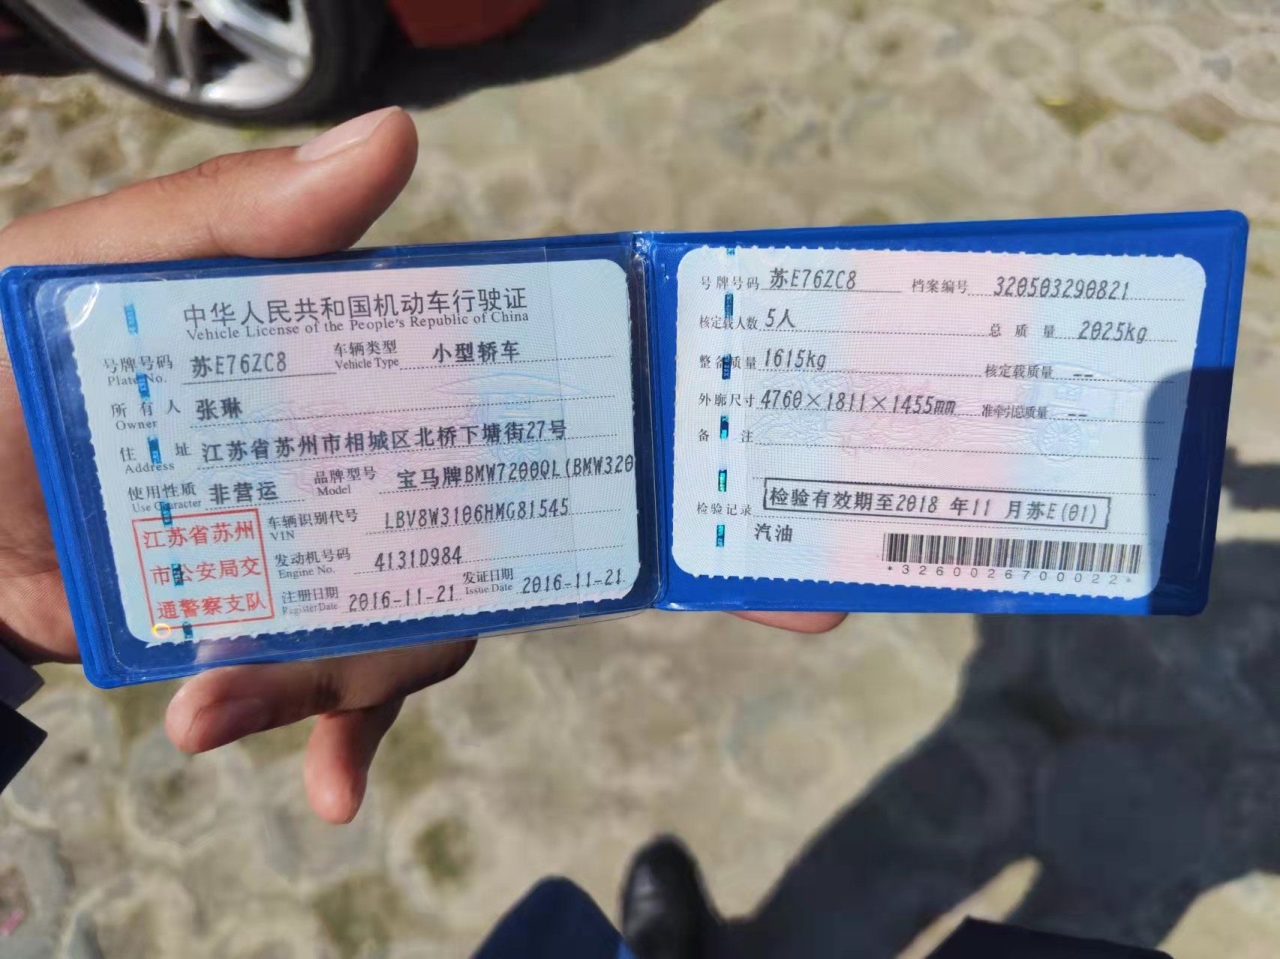 中华人民共和国机动车行驶证
Vehicle License of the People's Republic of China
号牌号码 苏E76ZC8 车辆类型 小型轿车
Plate No. Vehicle Type
所有人 张琳
Owner
住址 江苏省苏州市相城区北桥下塘街27号
Address
使用性质 非营运 品牌型号 宝马牌BMW7200QL(BMW320
Use Character Model
江苏省苏州
市公安局交
通警察支队
车辆识别代号 LBV8W3106HMG81545
VIN
发动机号码 4131D984
Engine No.
注册日期 2016-11-21 发证日期 2016-11-21
Register Date Issue Date
号牌号码 苏E76ZC8 档案编号 320503290821
核定载人数 5人 总质量 2025kg
整备质量 1615kg 核定载质量 --
外廓尺寸 4760×1811×1455mm 准牵引总质量 --
备注
检验记录 检验有效期至2018 年11 月苏E(01)
汽油
*3260026700022*